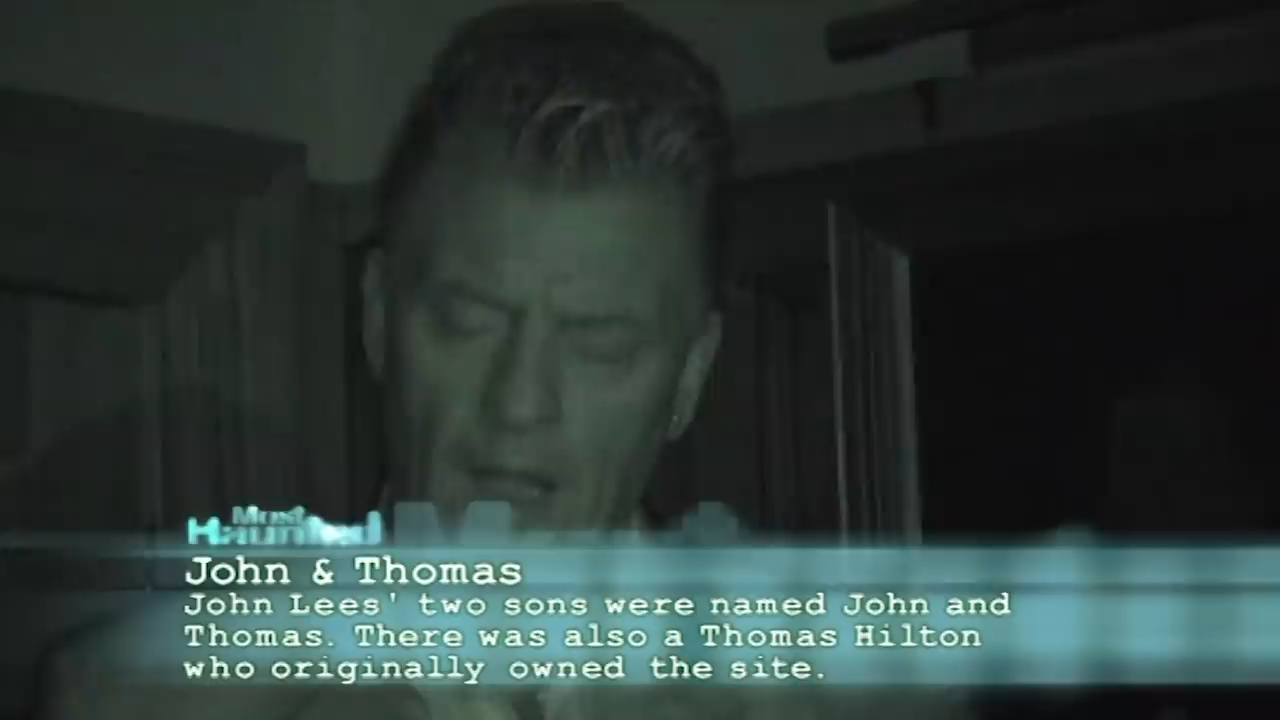 Most
Haunted
John & Thomas
John Lees' two sons were named John and
Thomas. There was also a Thomas Hilton
who originally owned the site.